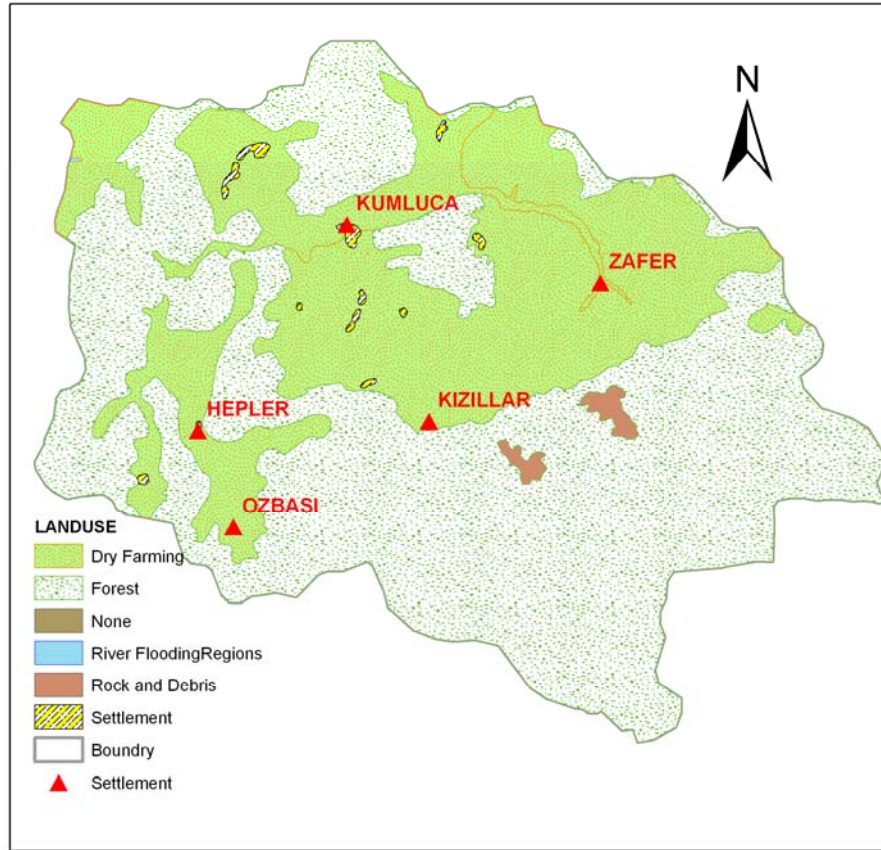 N
KUMLUCA
ZAFER
KIZILLAR
HEPLER
OZBASI
LANDUSE
Dry Farming
Forest
None
River FloodingRegions
Rock and Debris
Settlement
Boundry
Settlement